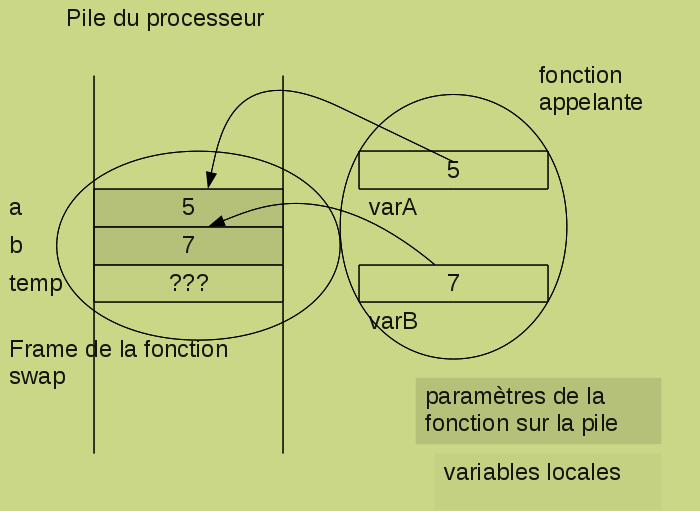 Pile du processeur
fonction
appelante
5
varA
a
5
b
7
temp
???
7
varB
Frame de la fonction
swap
paramètres de la
fonction sur la pile
variables locales